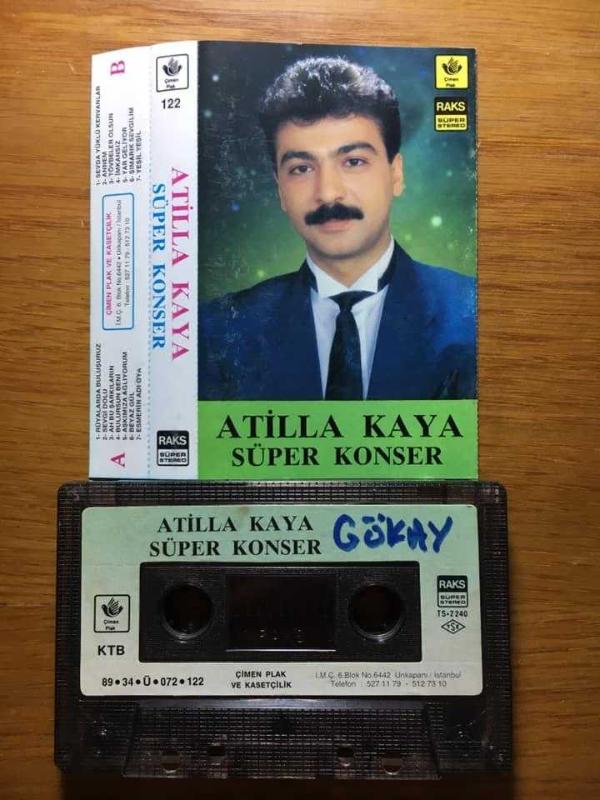 B
1- SEVDA YÜKLÜ KERVANLAR
2- ANNEM
3- TÖVBELER OLSUN
4- İMKANSIZ
5- YAR GELİYOR
6- ŞIMARIK SEVGİLİM
7- YEŞİL YEŞİL
ÇİMEN PLAK VE KASETÇİLİK
İ.M.Ç. 6. Blok No.6442 • Unkapanı / İstanbul
Telefon : 527 11 79 - 512 73 10
A
1- RÜYALARDA BULUŞURUZ
2- SEVGİ DOLU
3- AH BU ŞARKILARIN
4- BULURSUN BENİ
5- AŞKIMIZA AĞLIYORUM
6- BEYAZ GÜL
7- ESMERİN ADI OYA
Çimen
Plak
122
ATİLLA KAYA
SÜPER KONSER
RAKS
SÜPER
STEREO
Çimen
Plak
RAKS
SÜPER
STEREO
ATİLLA KAYA
SÜPER KONSER
ATİLLA KAYA
SÜPER KONSER
GÖKAY
Çimen
Plak
KTB
RAKS
SÜPER
STEREO
TS-2240
TSE
89•34•Ü•072•122
ÇİMEN PLAK
VE KASETÇİLİK
İ.M.Ç. 6.Blok No.6442 Unkapanı / İstanbul
Telefon : 527 11 79 - 512 73 10